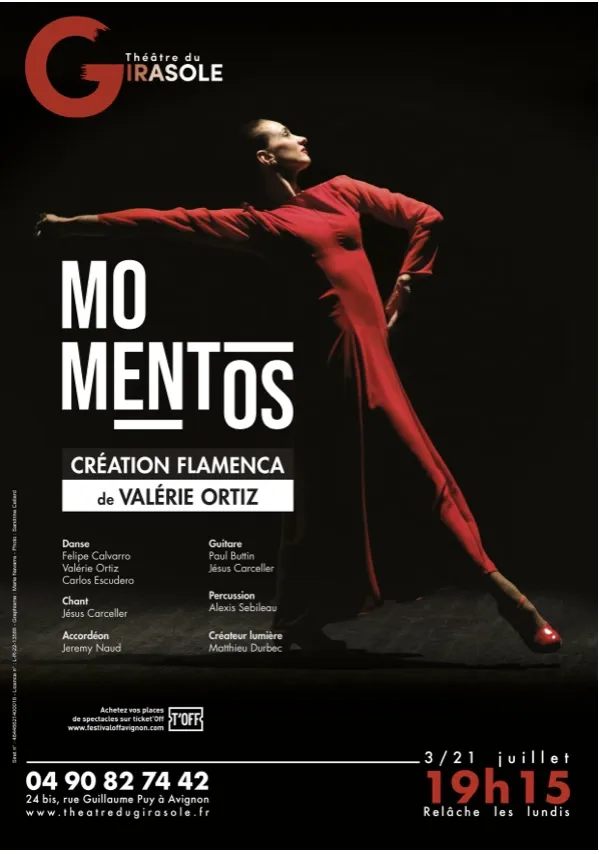 Théâtre du
GIRASOLE
MO
MENTOS
CRÉATION FLAMENCA
de VALÉRIE ORTIZ
Danse
Felipe Calvarro
Valérie Ortiz
Carlos Escudero
Chant
Jésus Carceller
Accordéon
Jeremy Naud
Guitare
Paul Buttin
Jésus Carceller
Percussion
Alexis Sebileau
Créateur lumière
Matthieu Durbec
Achetez vos places
de spectacles sur ticket'Off
www.festivaloffavignon.com
T'OFF
04 90 82 74 42
24 bis, rue Guillaume Puy à Avignon
www.theatredugirasole.fr
3/21 juillet
19h15
Relâche les lundis